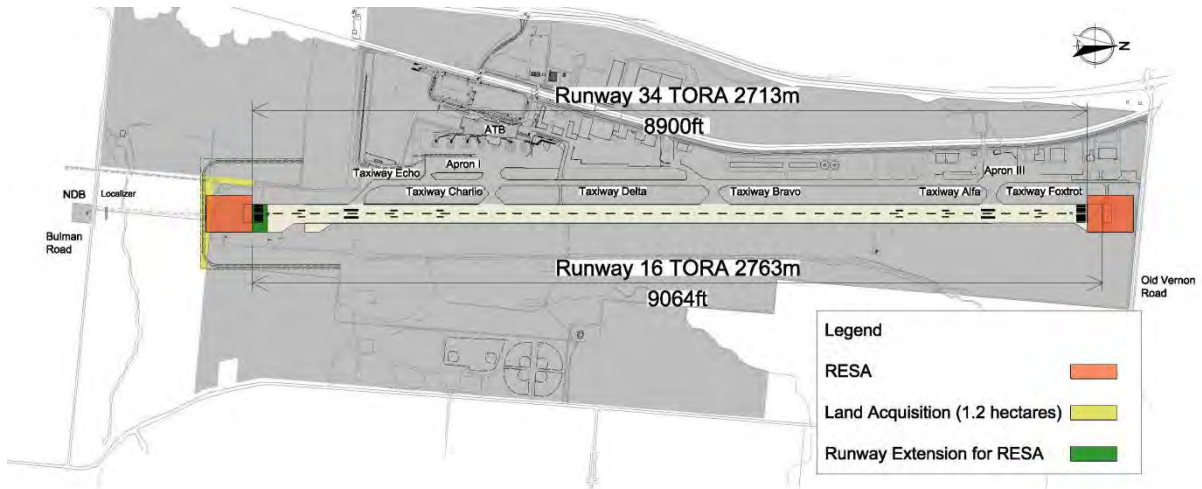 N
Runway 34 TORA 2713m
8900ft
ATB
Apron I
Taxiway Echo
Apron III
NDB
Localizer
Taxiway Charlie
Taxiway Delta
Taxiway Bravo
Taxiway Alfa
Taxiway Foxtrot
Bulman
Road
Runway 16 TORA 2763m
9064ft
Old Vernon
Road
Legend
RESA
Land Acquisition (1.2 hectares)
Runway Extension for RESA